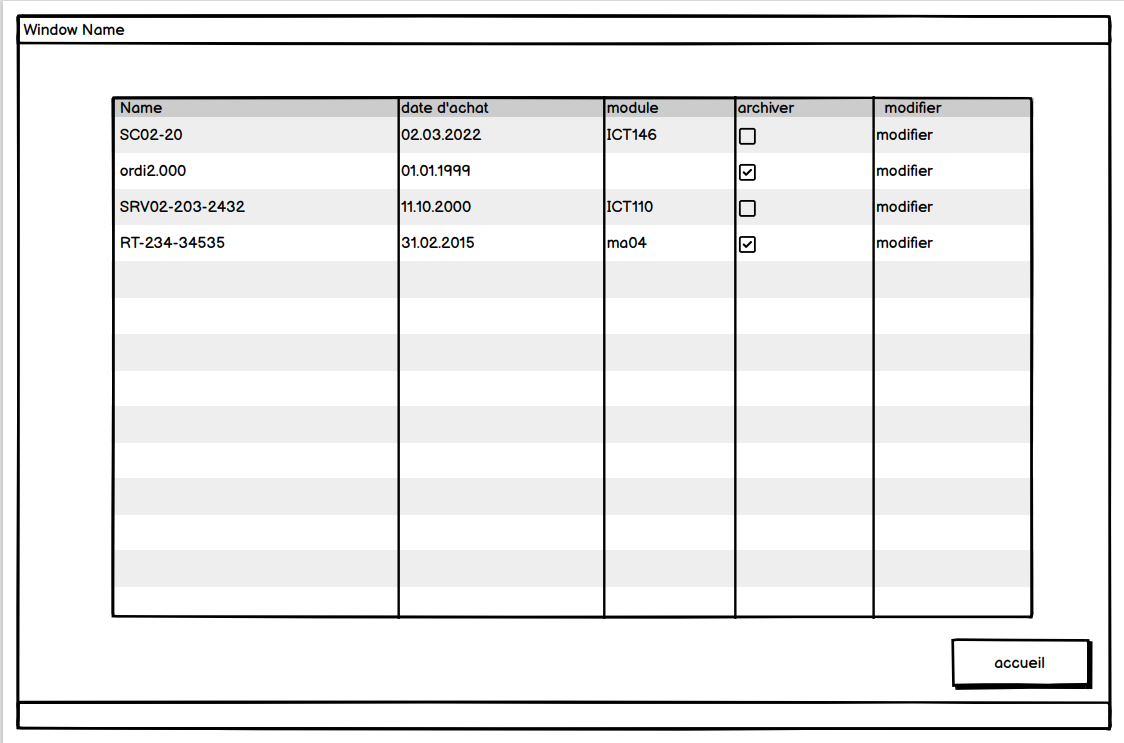 Window Name
Name date d'achat module archiver modifier
SC02-20 02.03.2022 ICT146 modifier
ordi2.000 01.01.1999 modifier
SRV02-203-2432 11.10.2000 ICT110 modifier
RT-234-34535 31.02.2015 ma04 modifier
accueil